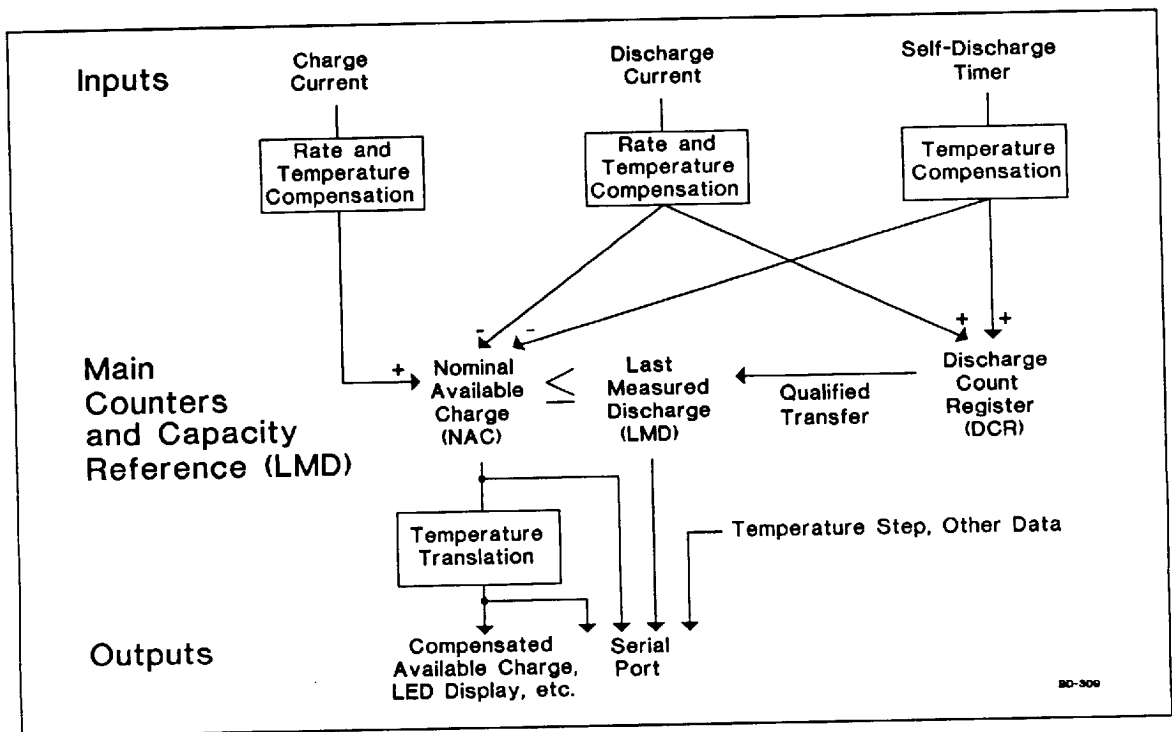 Inputs
Charge
Current
Discharge
Current
Self-Discharge
Timer
Rate and
Temperature
Compensation
Rate and
Temperature
Compensation
Temperature
Compensation
- -
+ +
Main
Counters
and Capacity
Reference (LMD)
+
Nominal
Available
Charge
(NAC)
≤
Last
Measured
Discharge
(LMD)
Qualified
Transfer
Discharge
Count
Register
(DCR)
Temperature
Translation
Temperature Step, Other Data
Outputs
Compensated
Available Charge,
LED Display, etc.
Serial
Port
BD-309